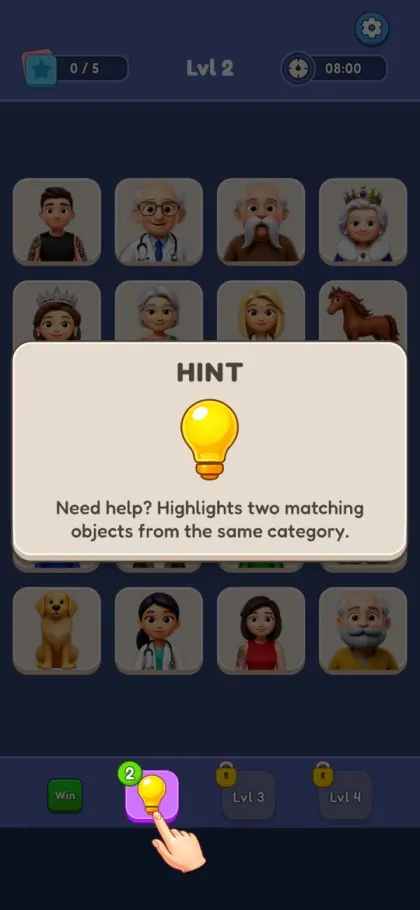 0 / 5
Lvl 2
08:00
HINT
Need help? Highlights two matching
objects from the same category.
2
Win
Lvl 3
Lvl 4